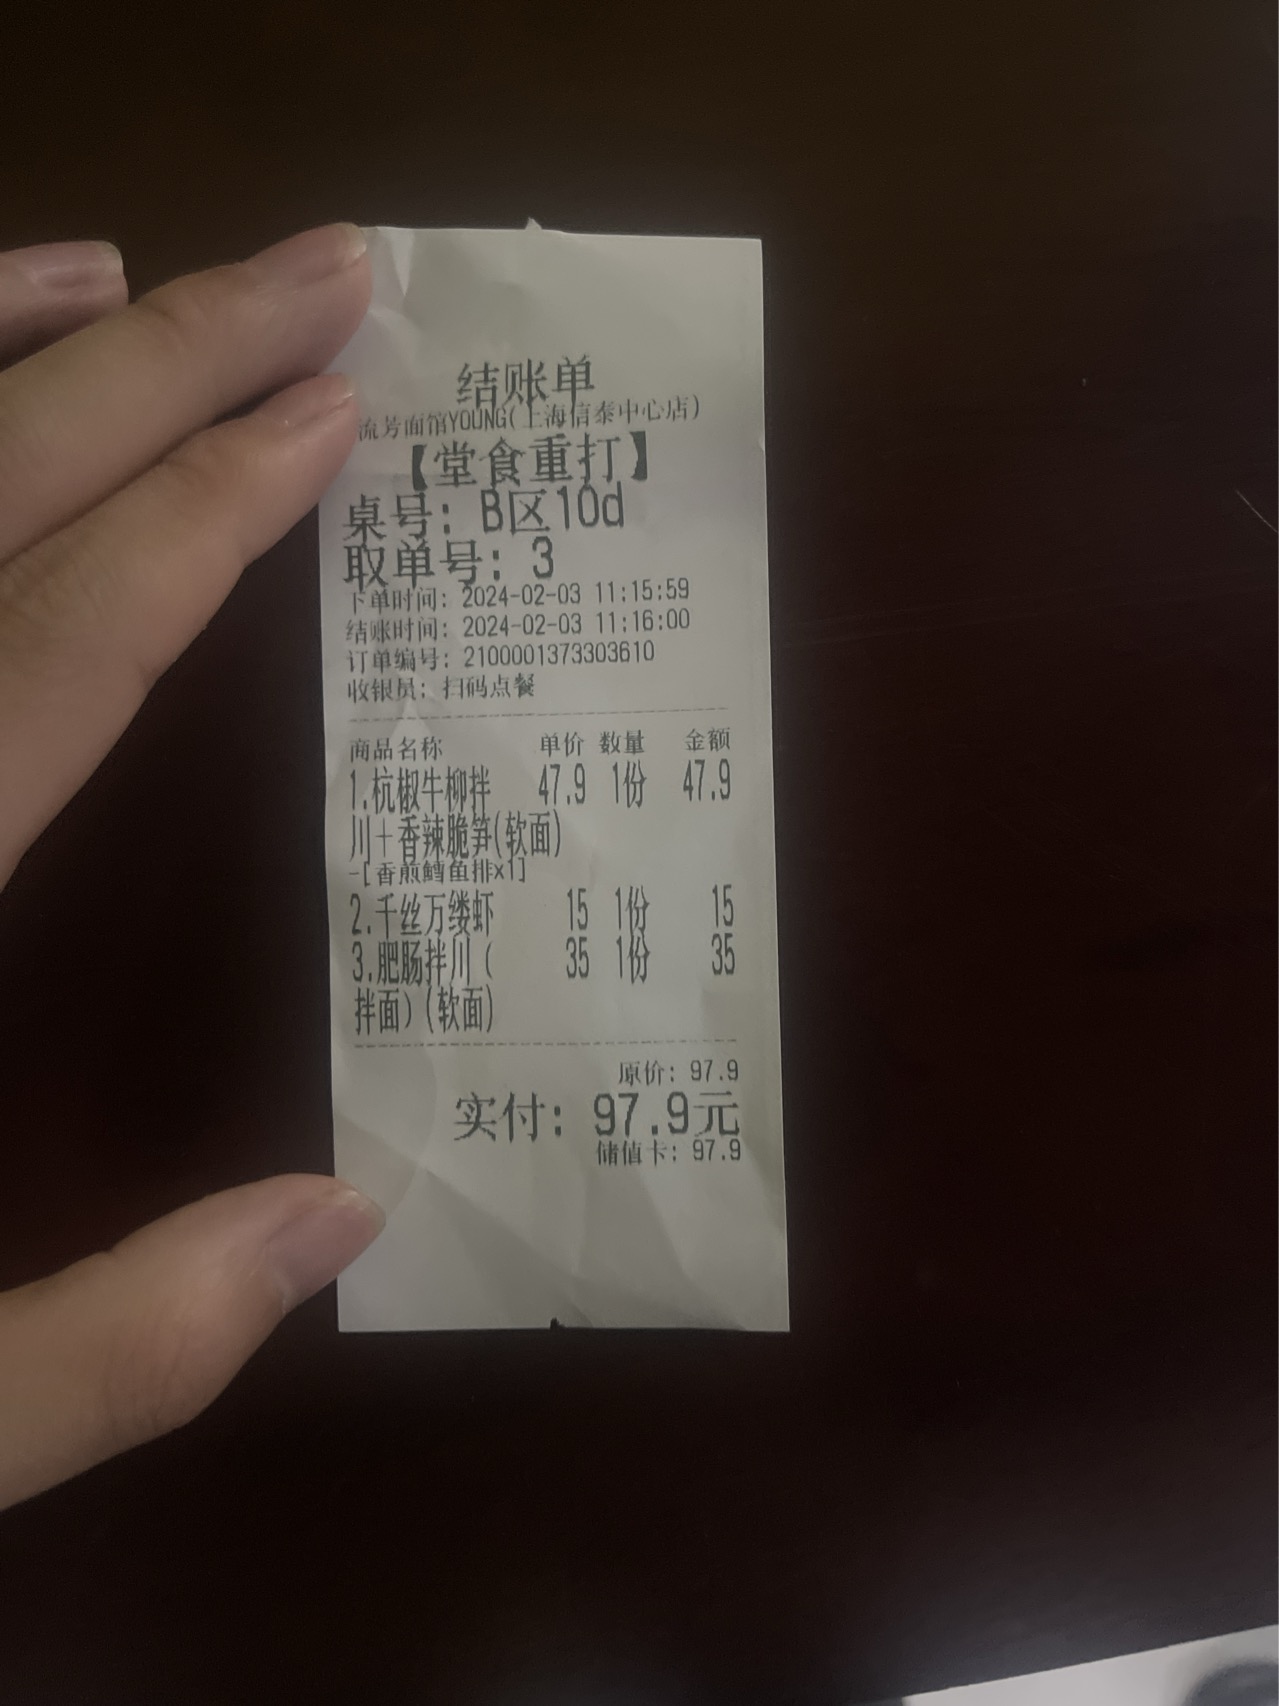 结账单
流芳面馆YOUNG(上海信泰中心店)
【堂食重打】
桌号: B区10d
取单号: 3
下单时间: 2024-02-03 11:15:59
结账时间: 2024-02-03 11:16:00
订单编号: 2100001373303610
收银员: 扫码点餐
商品名称 单价 数量 金额
1.杭椒牛柳拌 47.9 1份 47.9
川+香辣脆笋(软面)
-[香煎鳕鱼排x1]
2.千丝万缕虾 15 1份 15
3.肥肠拌川( 35 1份 35
拌面)(软面)
原价: 97.9
实付: 97.9元
储值卡: 97.9